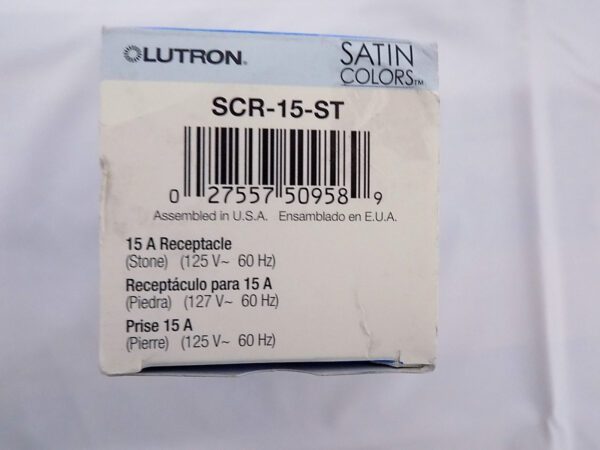 LUTRON®
SATIN
COLORS™
SCR-15-ST
0 27557 50958 9
Assembled in U.S.A. Ensamblado en E.U.A.
15 A Receptacle
(Stone) (125 V~ 60 Hz)
Receptáculo para 15 A
(Piedra) (127 V~ 60 Hz)
Prise 15 A
(Pierre) (125 V~ 60 Hz)